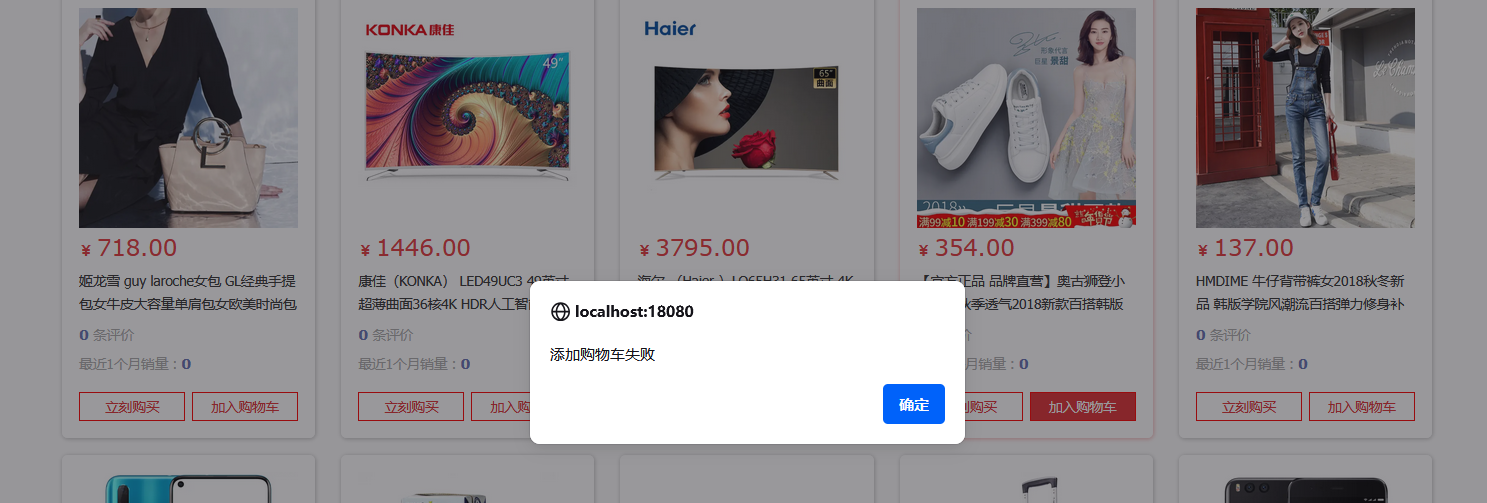 KONKA 康佳
49"
Haier
65"
曲面
形象代言
巨星 景甜
满99减10 满199减30 满399减80
¥ 718.00
¥ 1446.00
¥ 3795.00
¥ 354.00
¥ 137.00
姬龙雪 guy laroche女包 GL经典手提
包女牛皮大容量单肩包女欧美时尚包
康佳（KONKA） LED49UC3 49英寸
超薄曲面36核4K HDR人工智
海尔 （Haier ）LQ65H31 65英寸 4K
【官方正品 品牌直营】奥古狮登小
秋季透气2018新款百搭韩版
HMDIME 牛仔背带裤女2018秋冬新
品 韩版学院风潮流百搭弹力修身补
0 条评价
0 条评价
0 条评价
最近1个月销量：0
最近1个月销量：0
月销量：0
最近1个月销量：0
立刻购买
加入购物车
立刻购买
加入购
购买
加入购物车
立刻购买
加入购物车
localhost:18080
添加购物车失败
确定